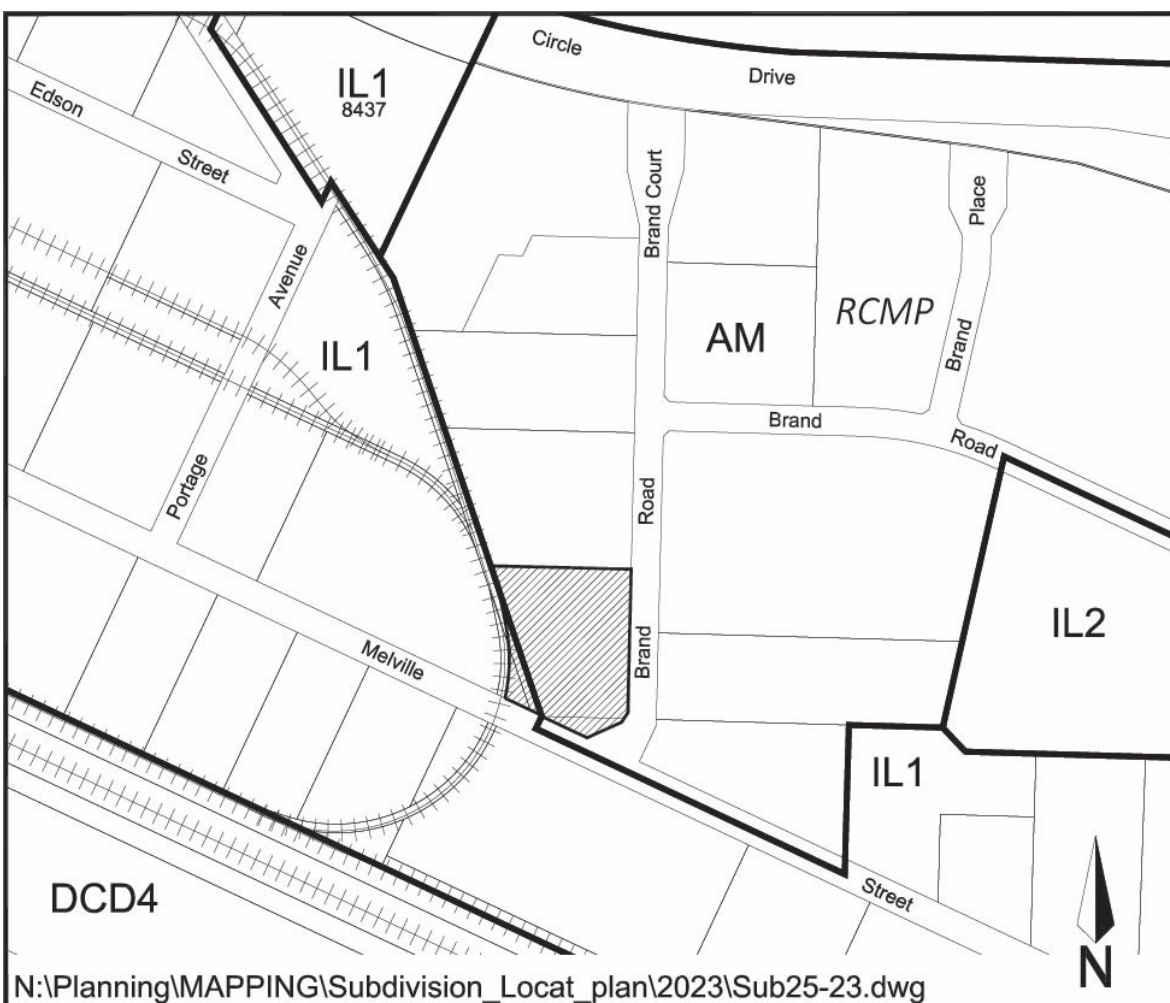 Circle
Drive
IL1
8437
Edson
Street
Brand Court
Place
Avenue
RCMP
AM
IL1
Brand
Brand
Road
Portage
Road
IL2
Melville
Brand
IL1
Street
DCD4
N
N:\Planning\MAPPING\Subdivision_Locat_plan\2023\Sub25-23.dwg